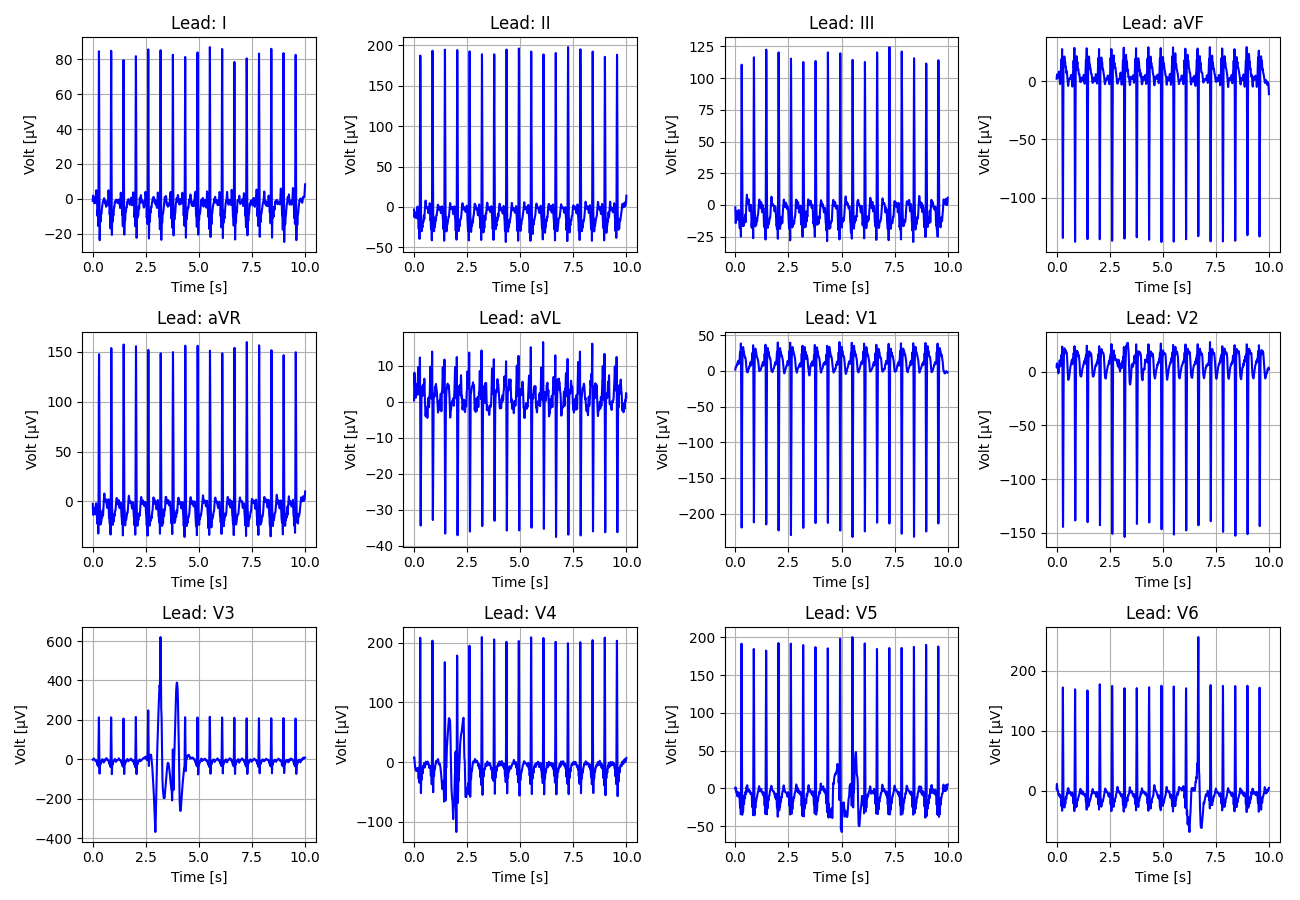 Lead: I
Volt [µV]
80
60
40
20
0
−20
0.0 2.5 5.0 7.5 10.0
Time [s]
Lead: II
Volt [µV]
200
150
100
50
0
−50
0.0 2.5 5.0 7.5 10.0
Time [s]
Lead: III
Volt [µV]
125
100
75
50
25
0
−25
0.0 2.5 5.0 7.5 10.0
Time [s]
Lead: aVF
Volt [µV]
0
−50
−100
0.0 2.5 5.0 7.5 10.0
Time [s]
Lead: aVR
Volt [µV]
150
100
50
0
0.0 2.5 5.0 7.5 10.0
Time [s]
Lead: aVL
Volt [µV]
10
0
−10
−20
−30
−40
0.0 2.5 5.0 7.5 10.0
Time [s]
Lead: V1
Volt [µV]
50
0
−50
−100
−150
−200
0.0 2.5 5.0 7.5 10.0
Time [s]
Lead: V2
Volt [µV]
0
−50
−100
−150
0.0 2.5 5.0 7.5 10.0
Time [s]
Lead: V3
Volt [µV]
600
400
200
0
−200
−400
0.0 2.5 5.0 7.5 10.0
Time [s]
Lead: V4
Volt [µV]
200
100
0
−100
0.0 2.5 5.0 7.5 10.0
Time [s]
Lead: V5
Volt [µV]
200
150
100
50
0
−50
0.0 2.5 5.0 7.5 10.0
Time [s]
Lead: V6
Volt [µV]
200
100
0
0.0 2.5 5.0 7.5 10.0
Time [s]